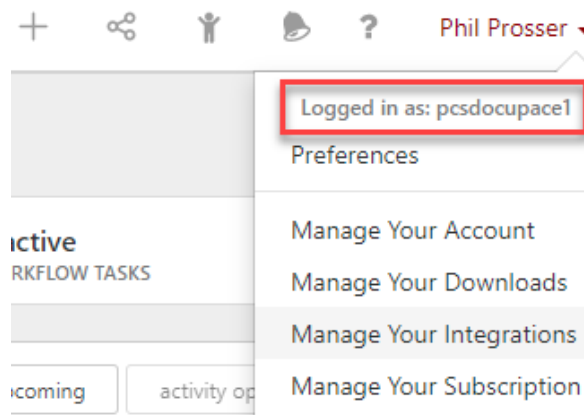 ? Phil Prosser
Logged in as: pcsdocupace1
Preferences
Manage Your Account
active
RKFLOW TASKS
Manage Your Downloads
Manage Your Integrations
Manage Your Subscription
coming activity op